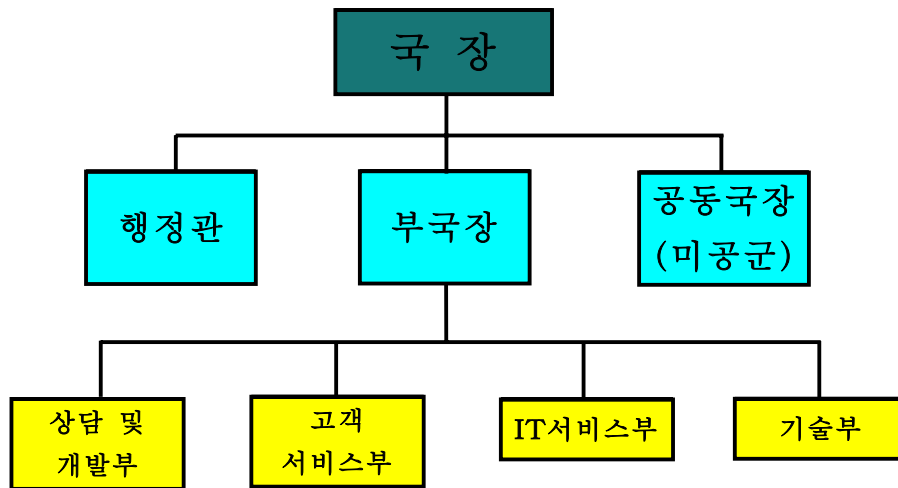 국 장
행정관
부국장
공동국장
(미공군)
상담 및
개발부
고객
서비스부
IT서비스부
기술부